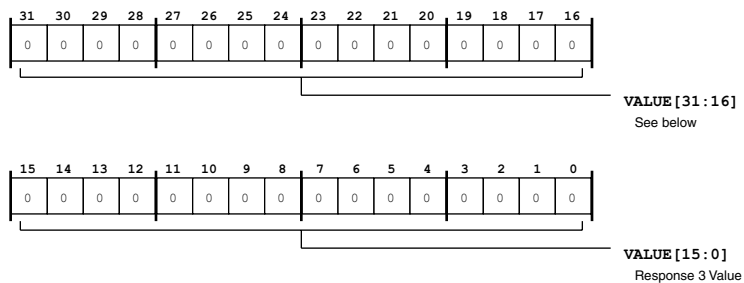 31 30 29 28 27 26 25 24 23 22 21 20 19 18 17 16
0 0 0 0 0 0 0 0 0 0 0 0 0 0 0 0
VALUE[31:16]
See below
15 14 13 12 11 10 9 8 7 6 5 4 3 2 1 0
0 0 0 0 0 0 0 0 0 0 0 0 0 0 0 0
VALUE[15:0]
Response 3 Value